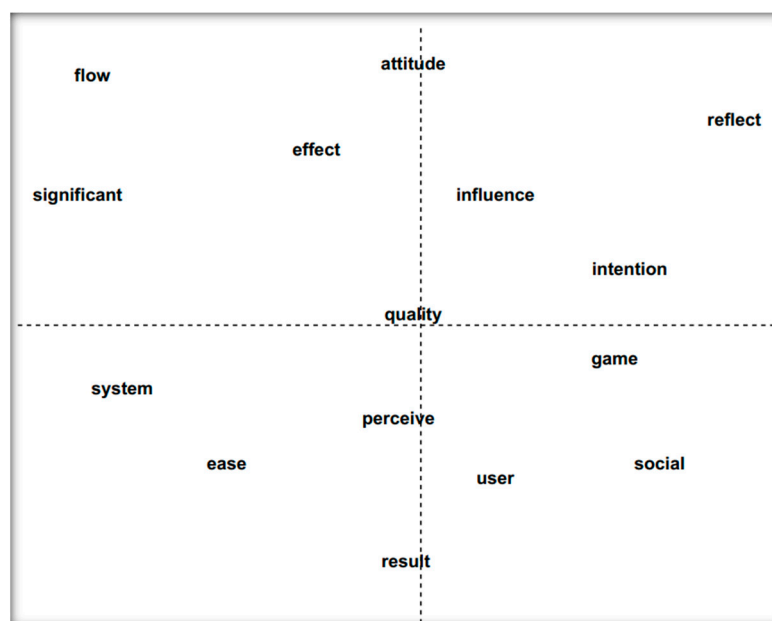 attitude
flow
reflect
effect
significant
influence
intention
quality
game
system
perceive
ease
social
user
result